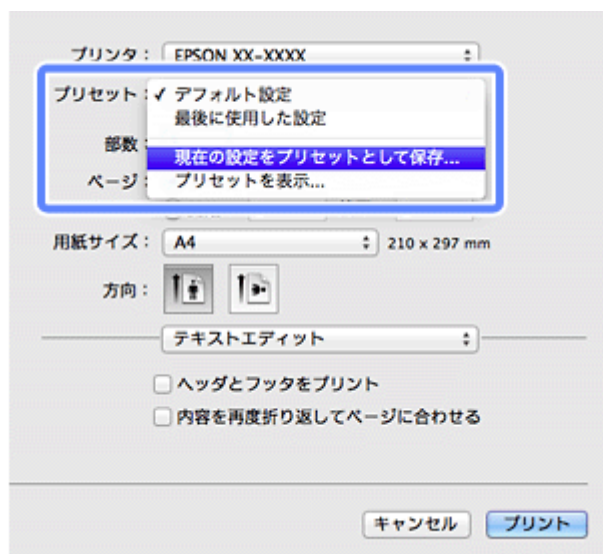 プリンタ： EPSON XX-XXXX
プリセット： ✓ デフォルト設定
最後に使用した設定
部数：
現在の設定をプリセットとして保存...
ページ： プリセットを表示...
用紙サイズ： A4 210 x 297 mm
方向：
テキストエディット
ヘッダとフッタをプリント
内容を再度折り返してページに合わせる
キャンセル プリント